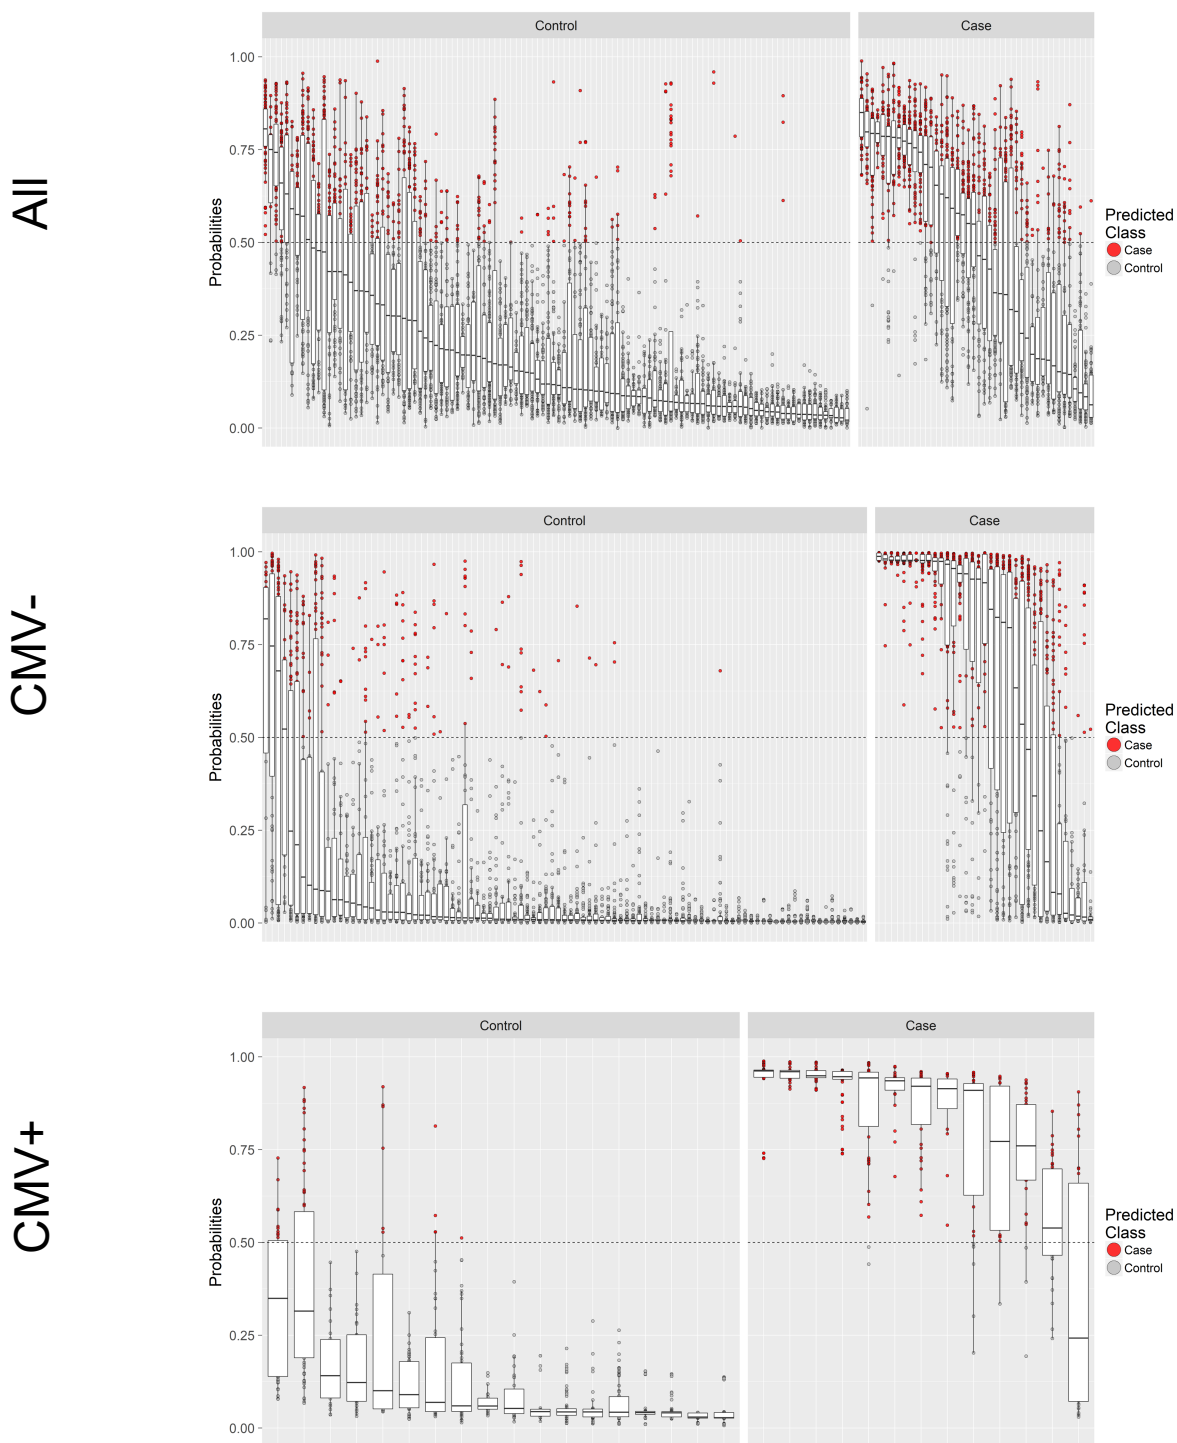 All
Control
Case
1.00
0.75
0.50
0.25
0.00
Probabilities
Predicted
Class
Case
Control
CMV-
Control
Case
1.00
0.75
0.50
0.25
0.00
Probabilities
Predicted
Class
Case
Control
CMV+
Control
Case
1.00
0.75
0.50
0.25
0.00
Probabilities
Predicted
Class
Case
Control